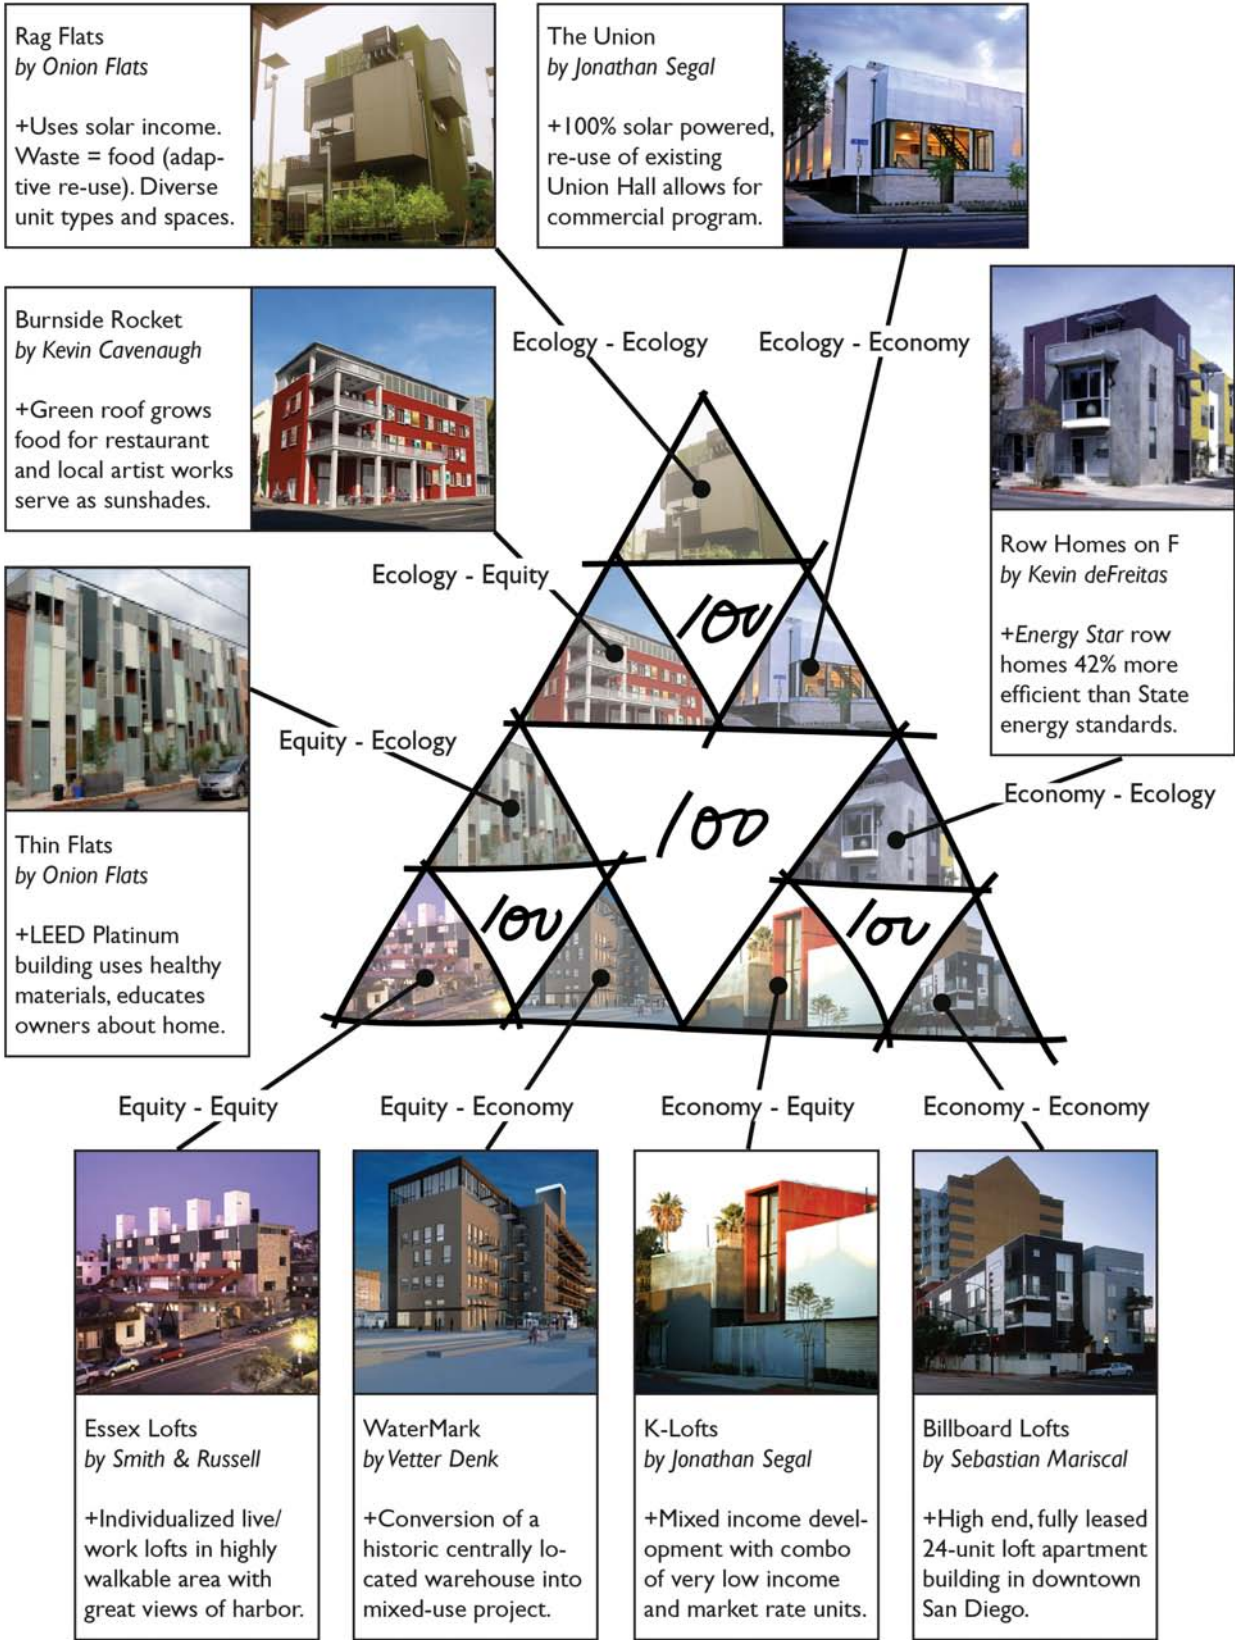 Rag Flats
by Onion Flats
+Uses solar income.
Waste = food (adap-
tive re-use). Diverse
unit types and spaces.
The Union
by Jonathan Segal
+100% solar powered,
re-use of existing
Union Hall allows for
commercial program.
Burnside Rocket
by Kevin Cavenaugh
+Green roof grows
food for restaurant
and local artist works
serve as sunshades.
Ecology - Ecology
Ecology - Economy
Row Homes on F
by Kevin deFreitas
+Energy Star row
homes 42% more
efficient than State
energy standards.
Ecology - Equity
100
Equity - Ecology
Economy - Ecology
100
Thin Flats
by Onion Flats
+LEED Platinum
building uses healthy
materials, educates
owners about home.
100
100
Equity - Equity
Equity - Economy
Economy - Equity
Economy - Economy
Essex Lofts
by Smith & Russell
+Individualized live/
work lofts in highly
walkable area with
great views of harbor.
WaterMark
by Vetter Denk
+Conversion of a
historic centrally lo-
cated warehouse into
mixed-use project.
K-Lofts
by Jonathan Segal
+Mixed income devel-
opment with combo
of very low income
and market rate units.
Billboard Lofts
by Sebastian Mariscal
+High end, fully leased
24-unit loft apartment
building in downtown
San Diego.